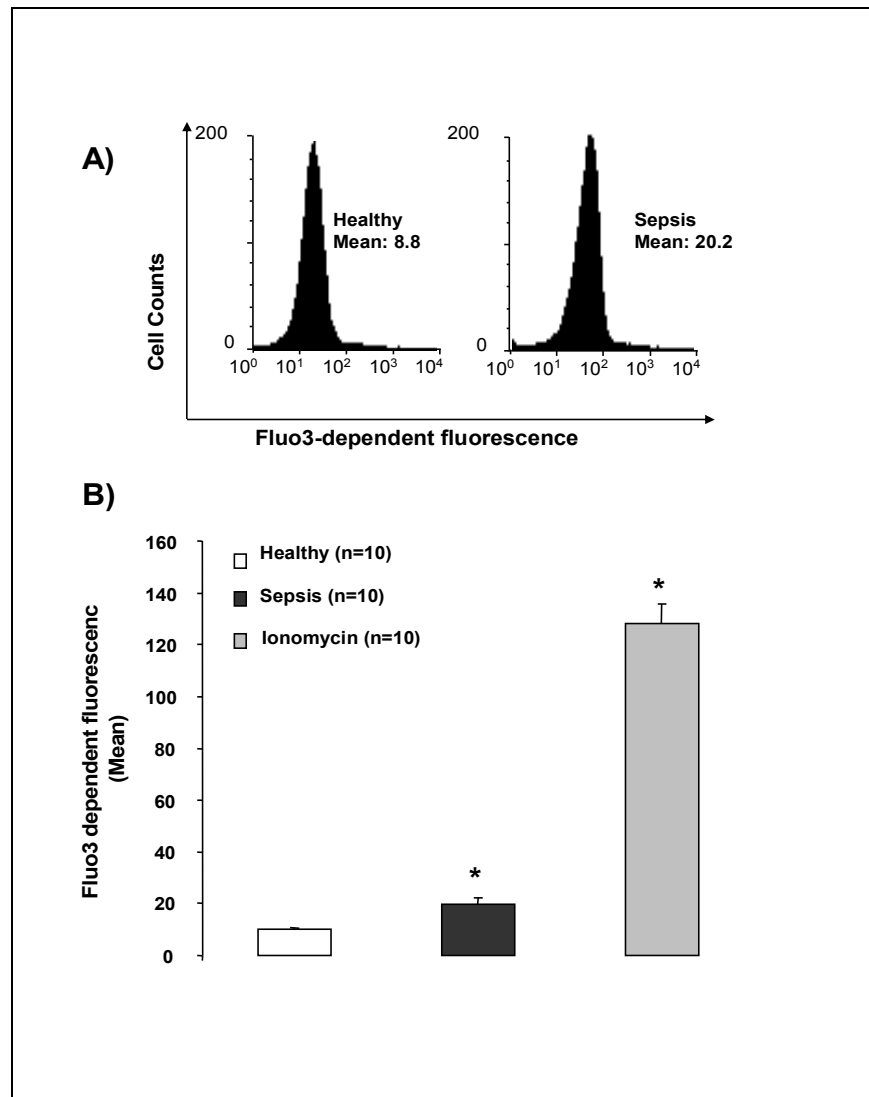 A)
200
0
Healthy
Mean: 8.8
10⁰ 10¹ 10² 10³ 10⁴
200
0
Sepsis
Mean: 20.2
10⁰ 10¹ 10² 10³ 10⁴
Cell Counts
Fluo3-dependent fluorescence
B)
Fluo3 dependent fluorescenc
(Mean)
160
140
120
100
80
60
40
20
0
Healthy (n=10)
Sepsis (n=10)
Ionomycin (n=10)
*
*